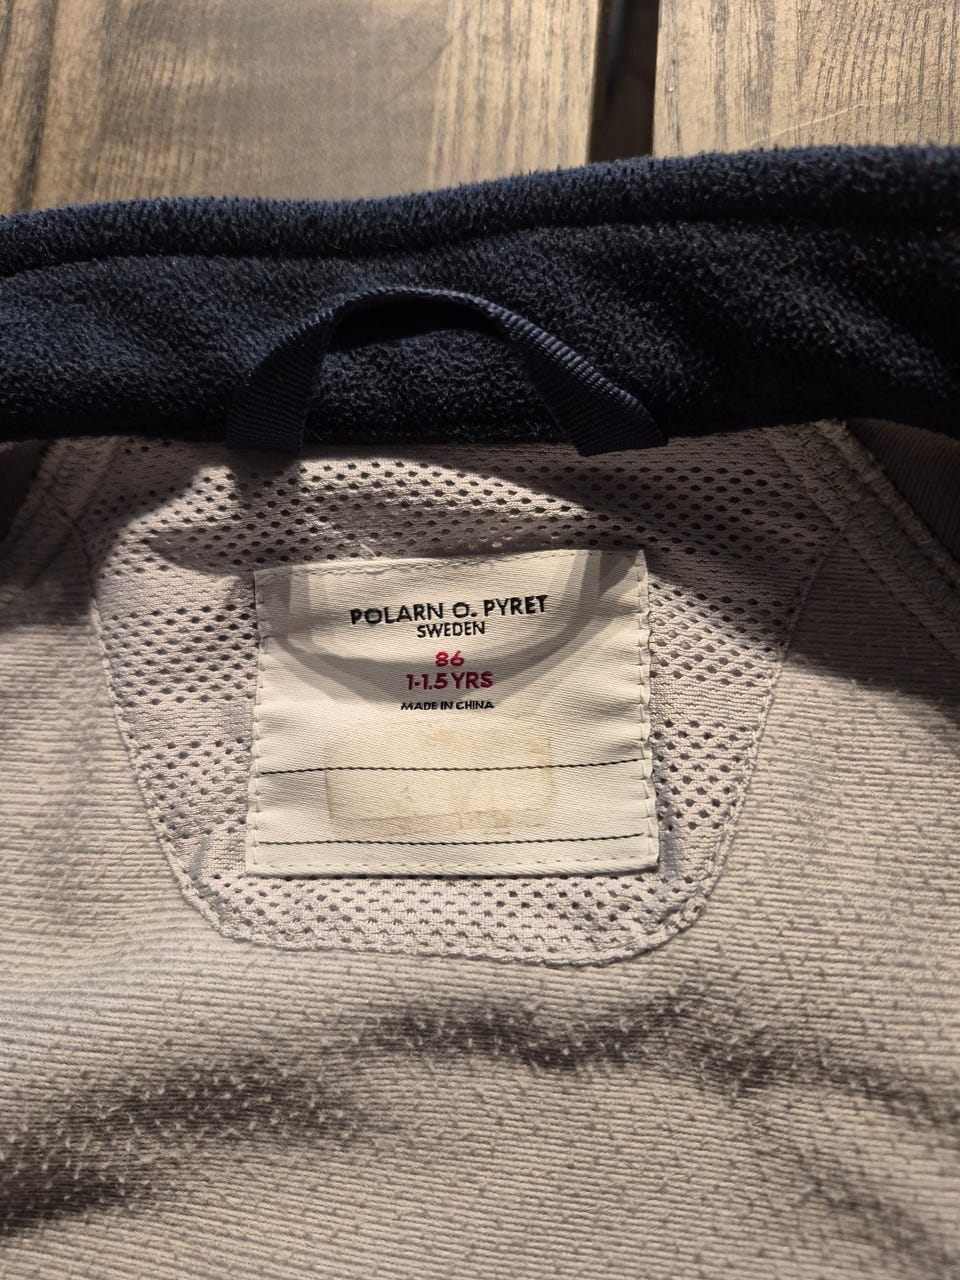 POLARN O. PYRET
SWEDEN
86
1-1.5 YRS
MADE IN CHINA